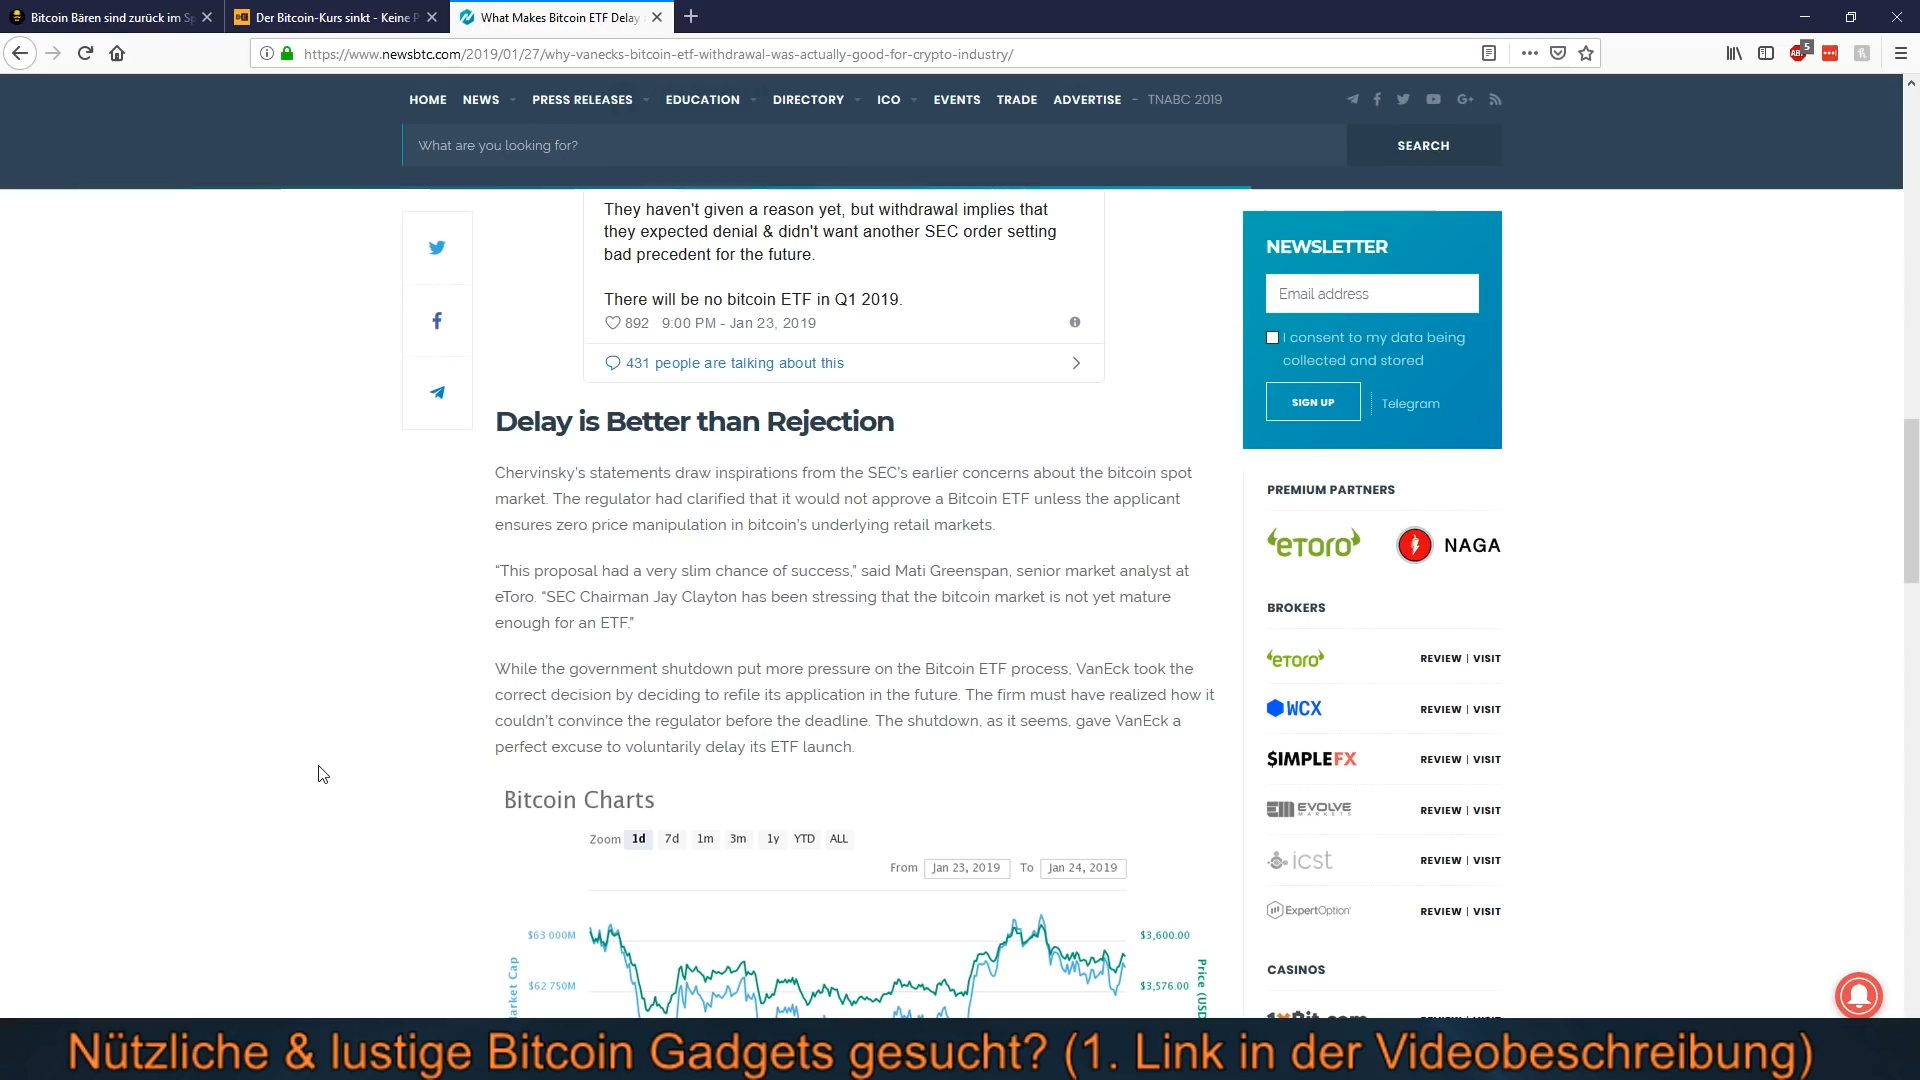 Bitcoin Bären sind zurück im Sp
Der Bitcoin-Kurs sinkt - Keine P
What Makes Bitcoin ETF Delay
https://www.newsbtc.com/2019/01/27/why-vanecks-bitcoin-etf-withdrawal-was-actually-good-for-crypto-industry/
5
HOME NEWS PRESS RELEASES EDUCATION DIRECTORY ICO EVENTS TRADE ADVERTISE TNABC 2019
What are you looking for?
SEARCH
They haven't given a reason yet, but withdrawal implies that
they expected denial & didn't want another SEC order setting
bad precedent for the future.
There will be no bitcoin ETF in Q1 2019.
892 9:00 PM - Jan 23, 2019
431 people are talking about this
Delay is Better than Rejection
Chervinsky’s statements draw inspirations from the SEC’s earlier concerns about the bitcoin spot
market. The regulator had clarified that it would not approve a Bitcoin ETF unless the applicant
ensures zero price manipulation in bitcoin’s underlying retail markets.
“This proposal had a very slim chance of success,” said Mati Greenspan, senior market analyst at
eToro. “SEC Chairman Jay Clayton has been stressing that the bitcoin market is not yet mature
enough for an ETF.”
While the government shutdown put more pressure on the Bitcoin ETF process, VanEck took the
correct decision by deciding to refile its application in the future. The firm must have realized how it
couldn’t convince the regulator before the deadline. The shutdown, as it seems, gave VanEck a
perfect excuse to voluntarily delay its ETF launch.
Bitcoin Charts
Zoom 1d 7d 1m 3m 1y YTD ALL
From Jan 23, 2019 To Jan 24, 2019
$63 000M
$62 750M
$3,600.00
$3,576.00
arket Cap
Price (USD
NEWSLETTER
Email address
I consent to my data being
collected and stored
SIGN UP
Telegram
PREMIUM PARTNERS
eToro
NAGA
BROKERS
eToro REVIEW | VISIT
WCX REVIEW | VISIT
$IMPLEFX REVIEW | VISIT
EVOLVE MARKETS REVIEW | VISIT
icst REVIEW | VISIT
ExpertOption REVIEW | VISIT
CASINOS
Nützliche & lustige Bitcoin Gadgets gesucht? (1. Link in der Videobeschreibung)